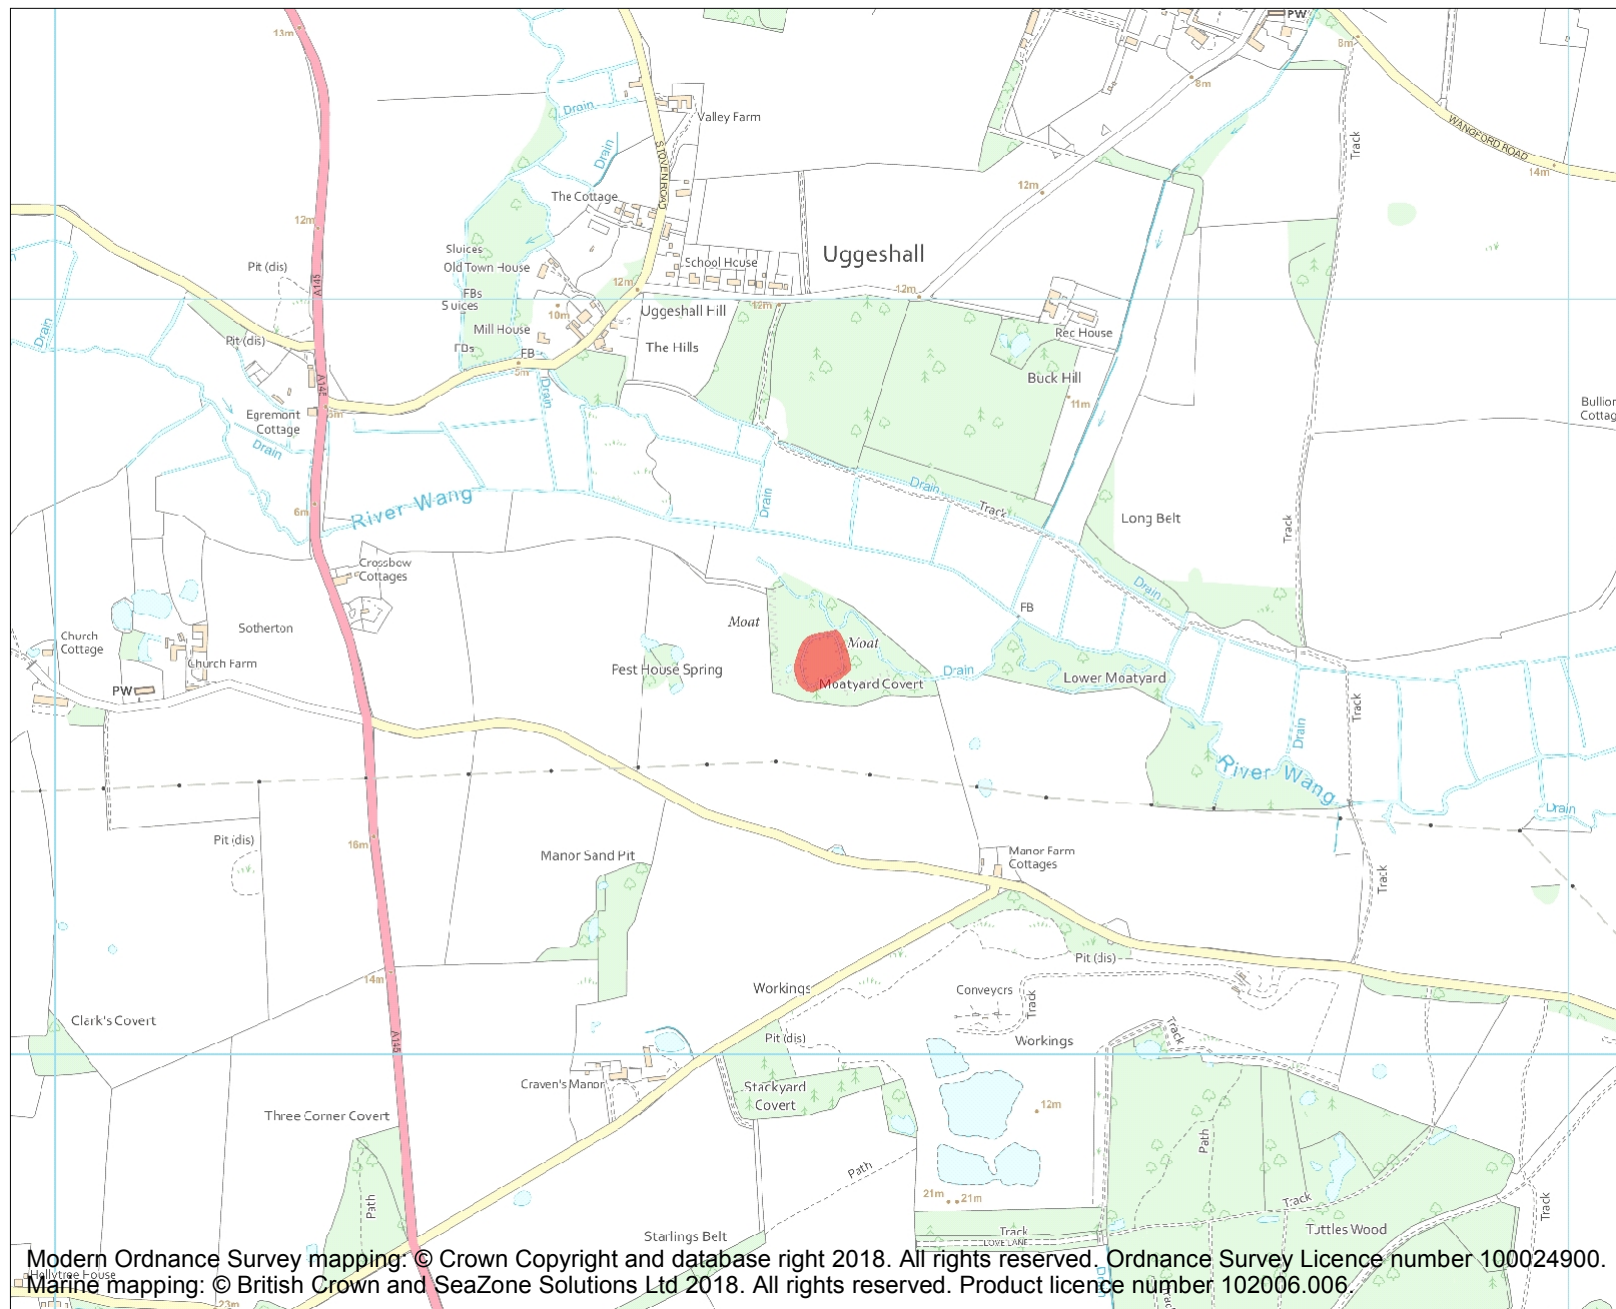 13m
PW
8m
Drain
Valley Farm
8m
Track
WANGFORD ROAD
14m
Drain
STOVEN ROAD
12m
The Cottage
12m
Sluices
Old Town House
School House
Uggeshall
Pit (dis)
A145
FBs
Sluices
10m
12m
12m
12m
Uggeshall Hill
Rec House
Drain
Pit (dis)
Mill House
FBs
FB
5m
The Hills
Buck Hill
A145
Drain
11m
Egremont
Cottage
Drain
River Wang
6m
Drain
Drain
Track
Long Belt
Track
Crossbow
Cottages
Drain
FB
Church
Cottage
Sotherton
Moat
Moat
Church Farm
Pest House Spring
Drain
Lower Moatyard
PW
Moatyard Covert
Track
Drain
River Wang
Drain
Pit (dis)
16m
Manor Sand Pit
Manor Farm
Cottages
Track
Pit (dis)
14m
Workings
Conveycrs
Track
Clark's Covert
A145
Pit (dis)
Workings
Track
Craven's Manor
Stackyard
Covert
12m
Three Corner Covert
Path
Path
Path
21m
21m
Track
Track
Starlings Belt
Track
LOVE LANE
Tuttles Wood
Modern Ordnance Survey mapping: © Crown Copyright and database right 2018. All rights reserved. Ordnance Survey Licence number 100024900.
Hollytree House
Marine mapping: © British Crown and SeaZone Solutions Ltd 2018. All rights reserved. Product licence number 102006.006.
23m